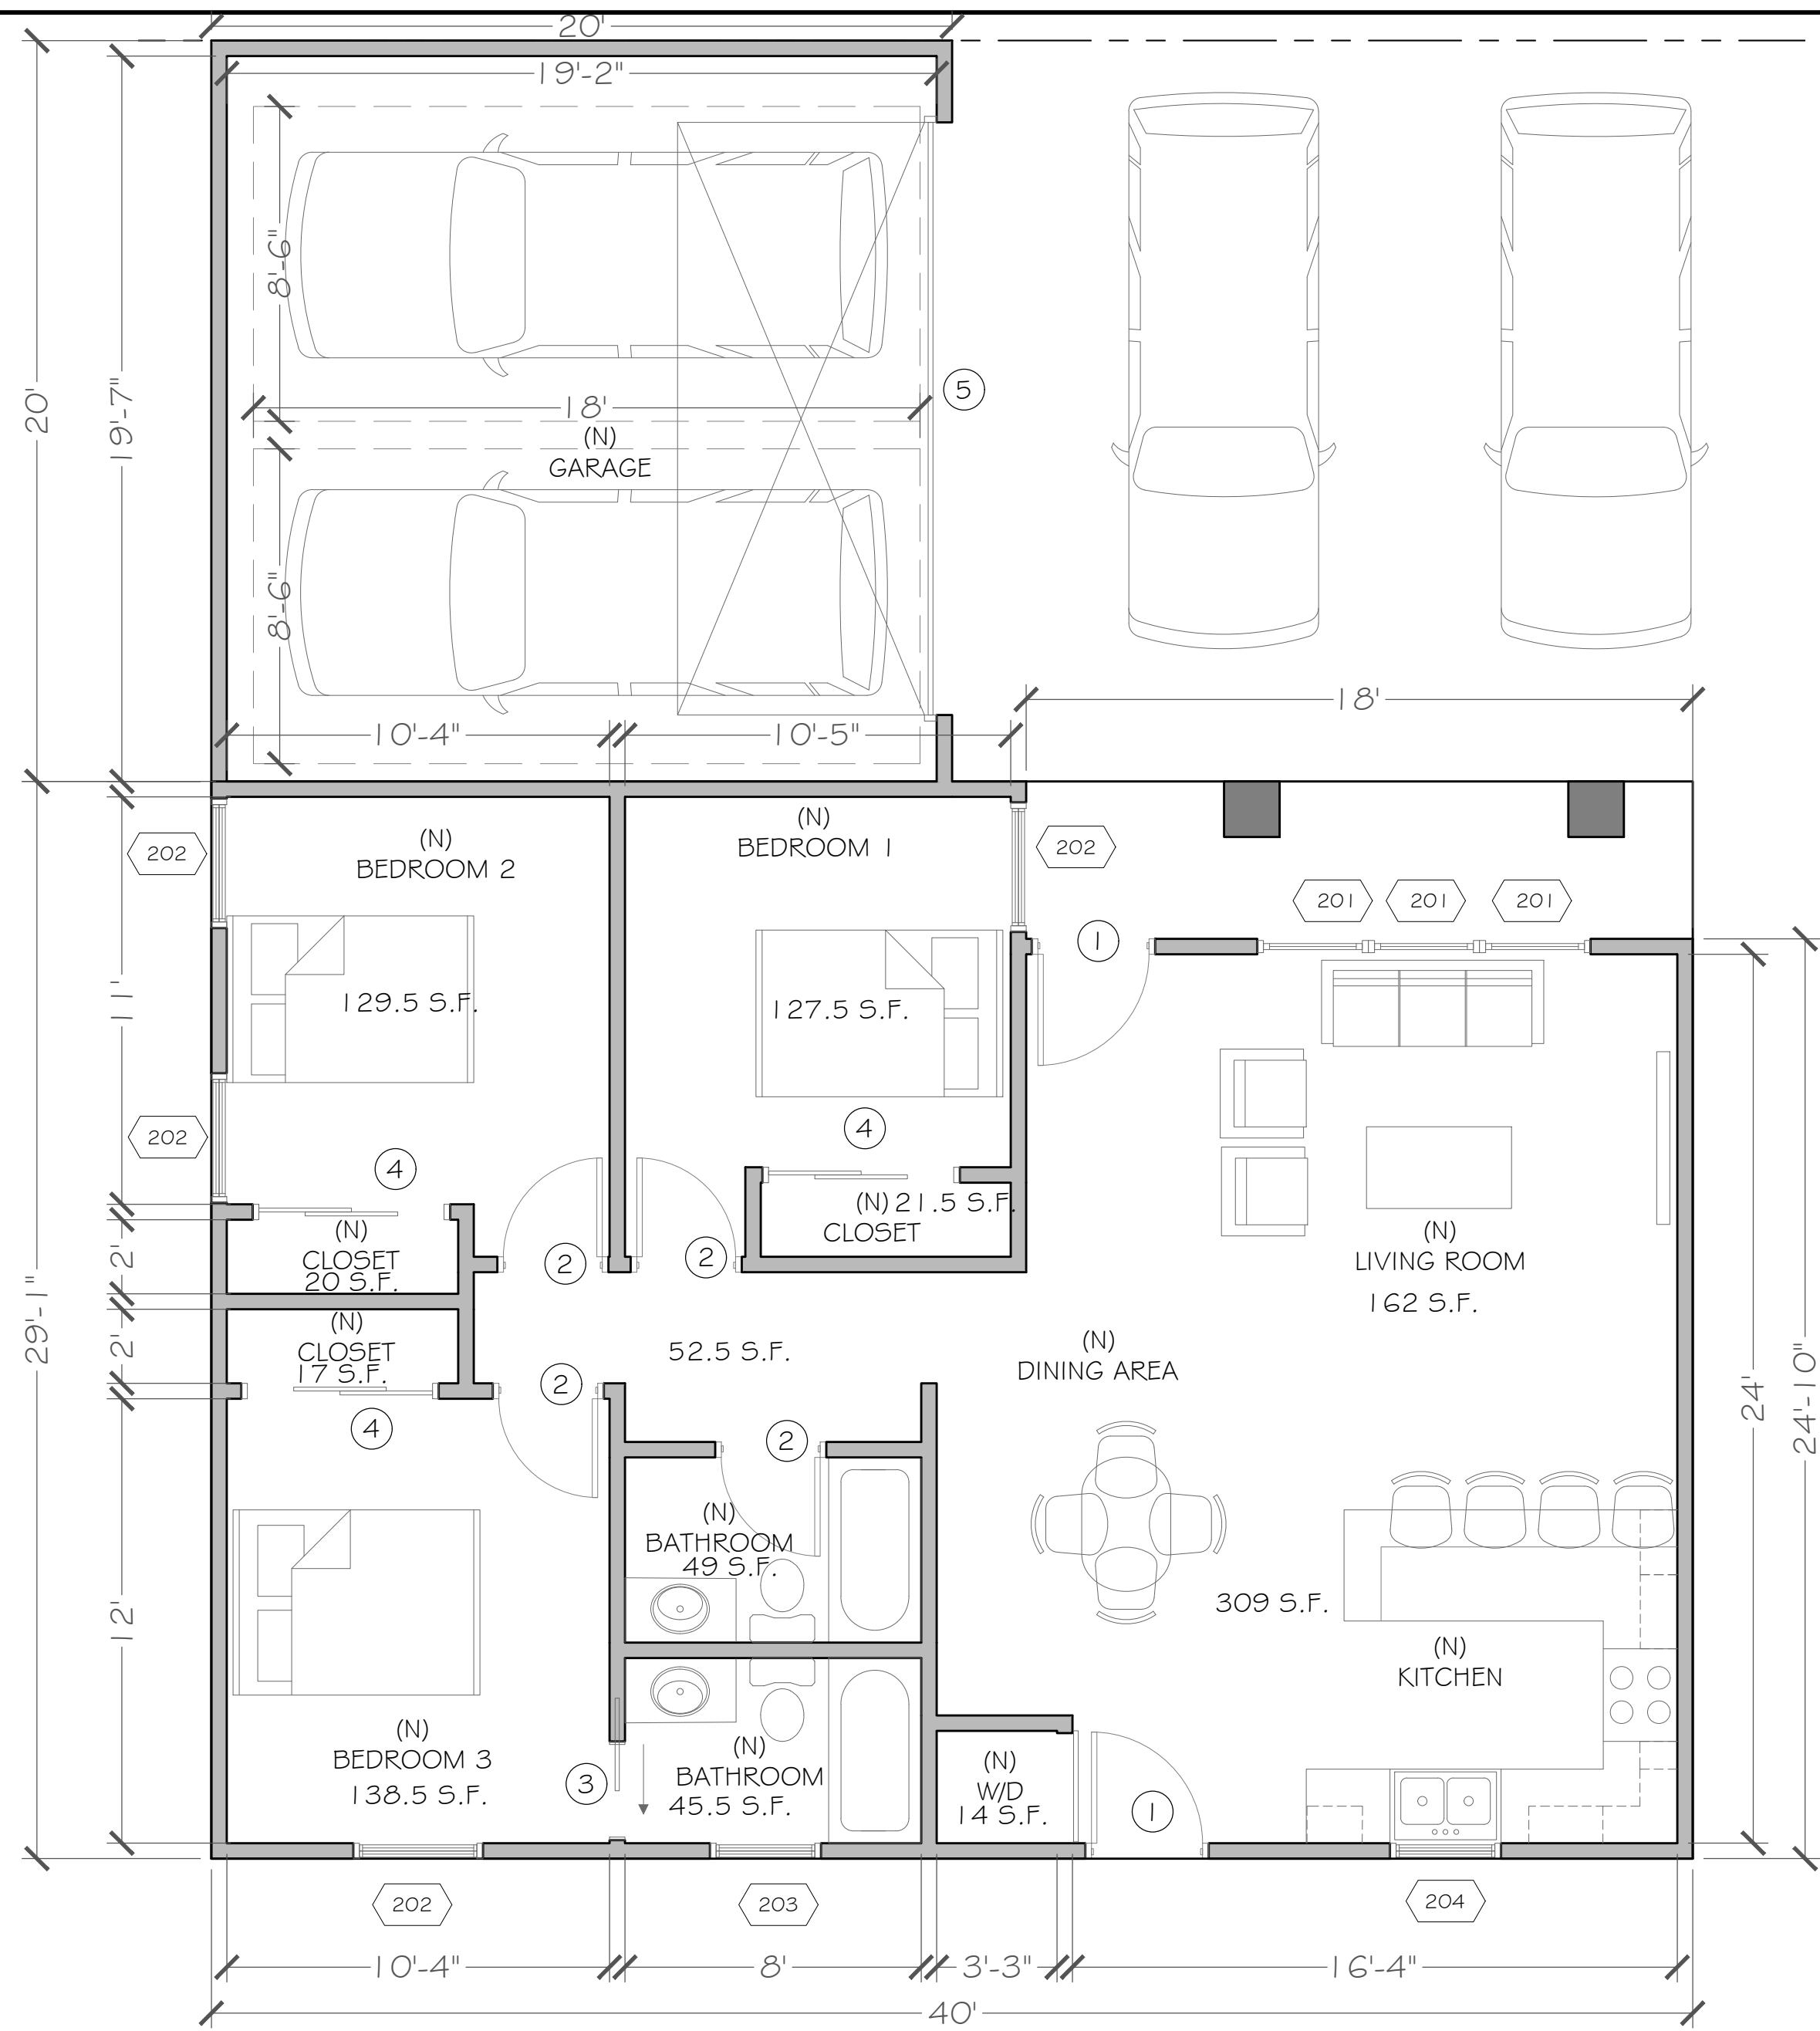 20'
19'-2"
8'-6"
20'
19'-7"
5
18'
(N)
GARAGE
8'-6"
18'
10'-4"
10'-5"
(N)
BEDROOM 2
(N)
BEDROOM 1
202
202
201
201
201
1
129.5 S.F.
127.5 S.F.
11'
202
4
4
(N) 21.5 S.F.
CLOSET
(N)
CLOSET
20 S.F.
2
2
2'
(N)
LIVING ROOM
162 S.F.
29'-1"
2'
(N)
CLOSET
17 S.F.
52.5 S.F.
(N)
DINING AREA
2
4
2
24'
24'-10"
(N)
BATHROOM
49 S.F.
12'
309 S.F.
(N)
KITCHEN
(N)
BEDROOM 3
138.5 S.F.
3
(N)
BATHROOM
45.5 S.F.
(N)
W/D
14 S.F.
1
202
203
204
10'-4"
8'
3'-3"
16'-4"
40'